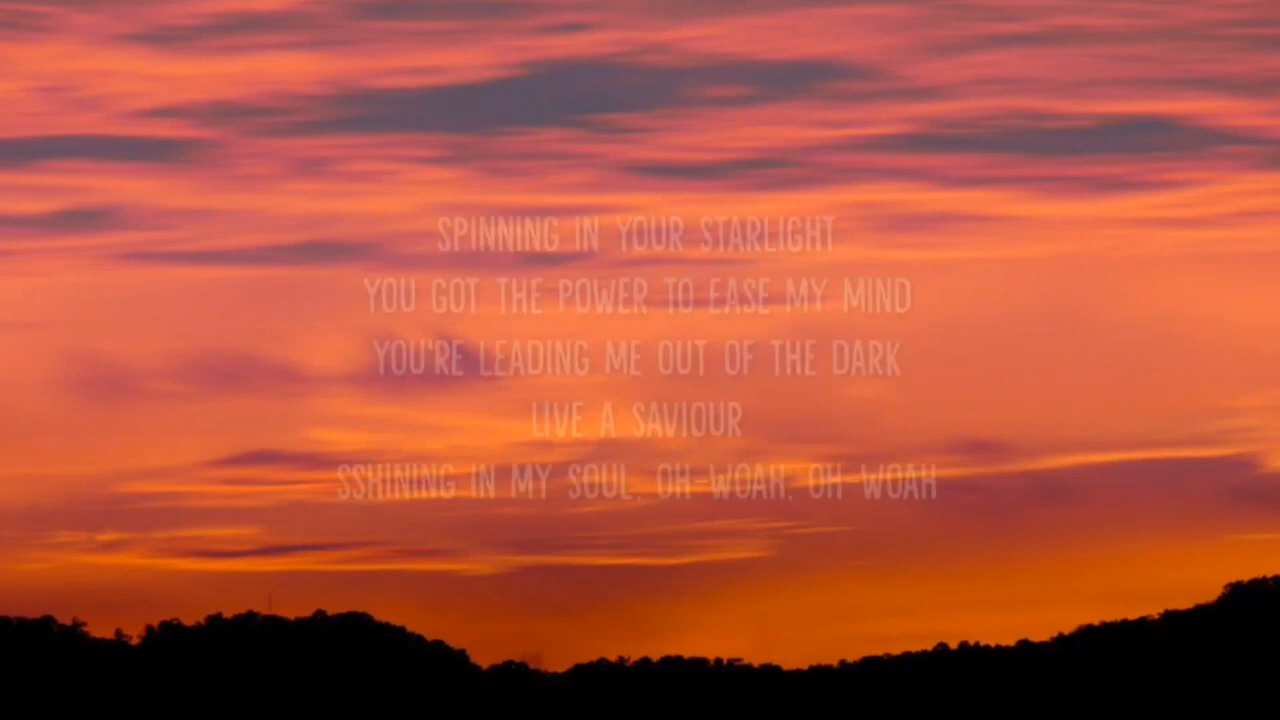 SPINNING IN YOUR STARLIGHT
YOU GOT THE POWER TO EASE MY MIND
YOU'RE LEADING ME OUT OF THE DARK
LIVE A SAVIOUR
SSHINING IN MY SOUL, OH-WOAH, OH WOAH